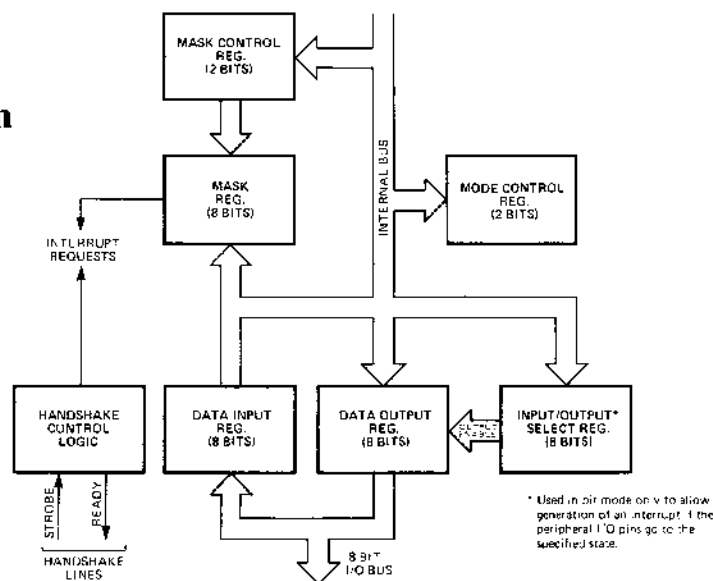 MASK CONTROL
REG.
(2 BITS)
n
MASK
REG.
(8 BITS)
INTERNAL BUS
MODE CONTROL
REG.
(2 BITS)
INTERRUPT
REQUESTS
HANDSHAKE
CONTROL
LOGIC
DATA INPUT
REG.
(8 BITS)
DATA OUTPUT
REG.
(8 BITS)
OUTPUT
ENABLE
INPUT/OUTPUT*
SELECT REG.
(8 BITS)
STROBE
READY
HANDSHAKE
LINES
8 BIT
I/O BUS
* Used in bit mode only to allow
generation of an interrupt if the
peripheral I/O pins go to the
specified state.